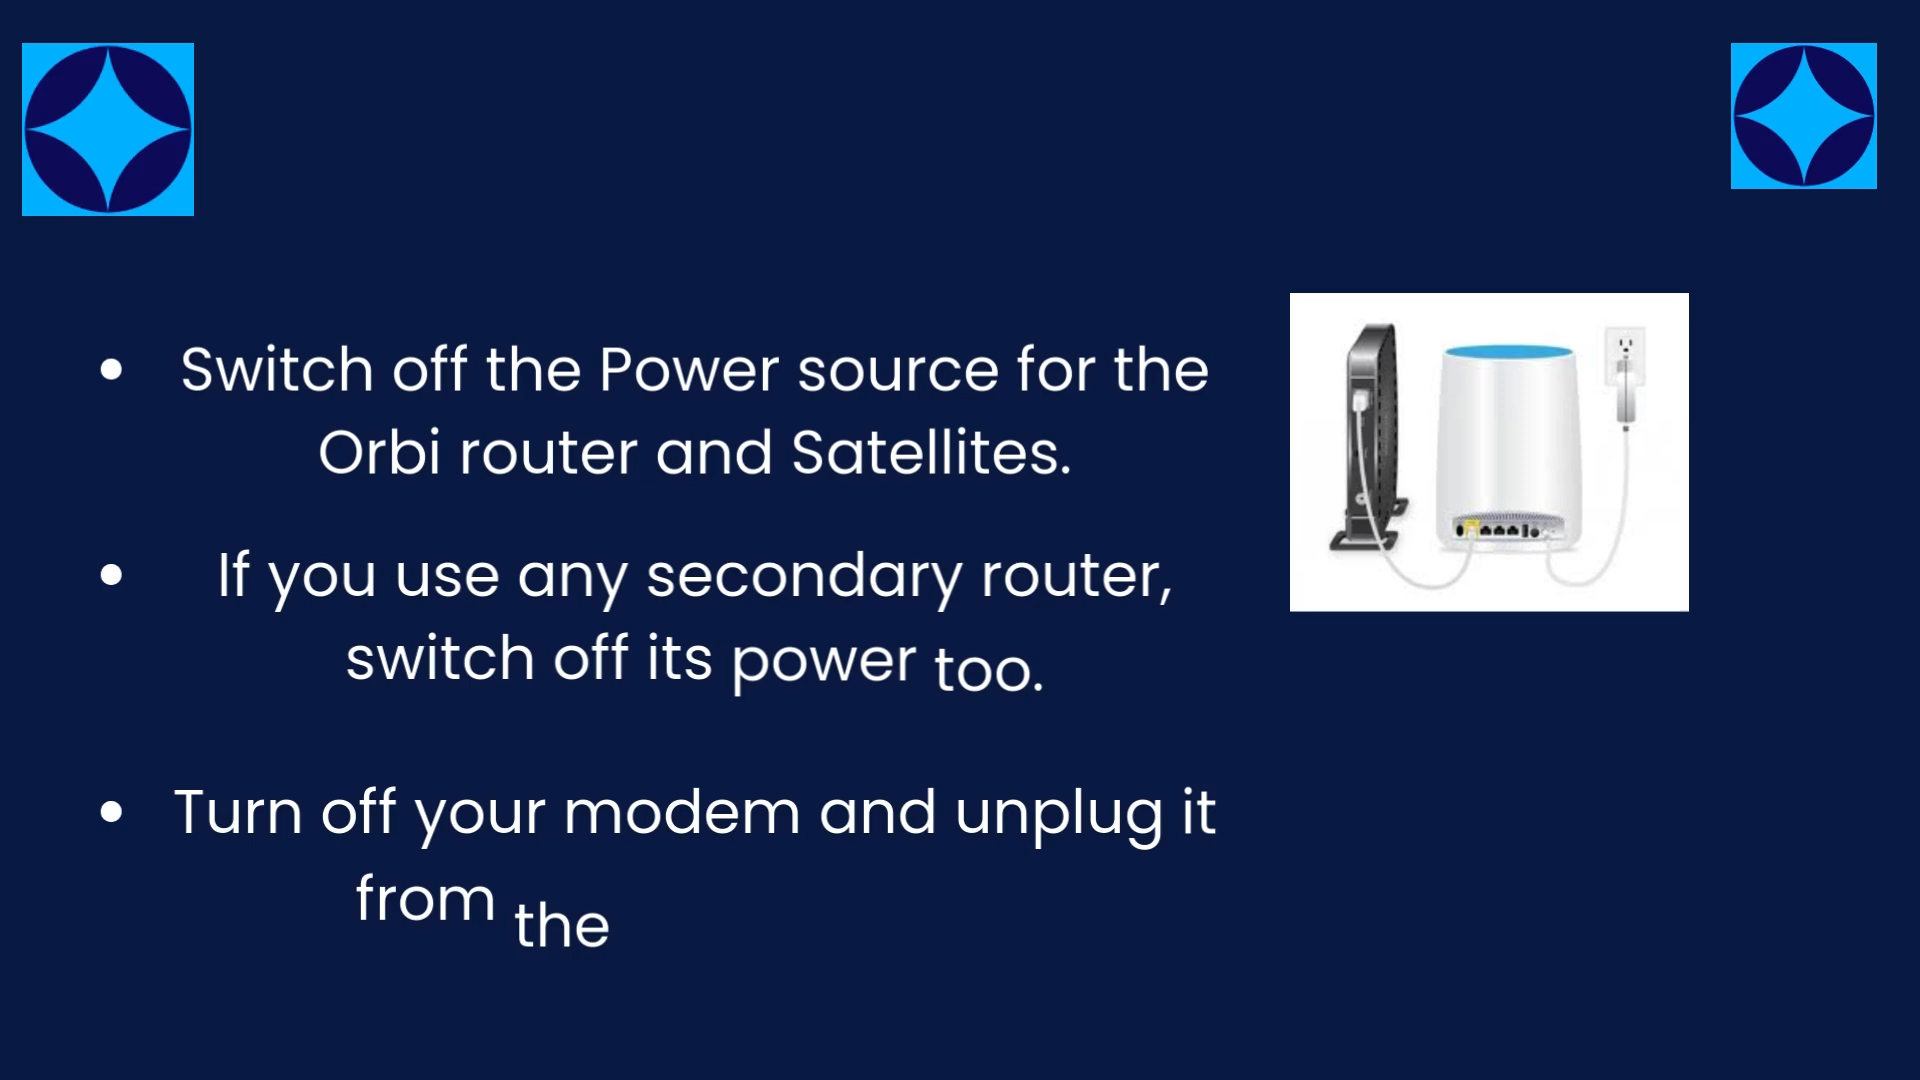 • Switch off the Power source for the
Orbi router and Satellites.
• If you use any secondary router,
switch off its power too.
• Turn off your modem and unplug it
from the